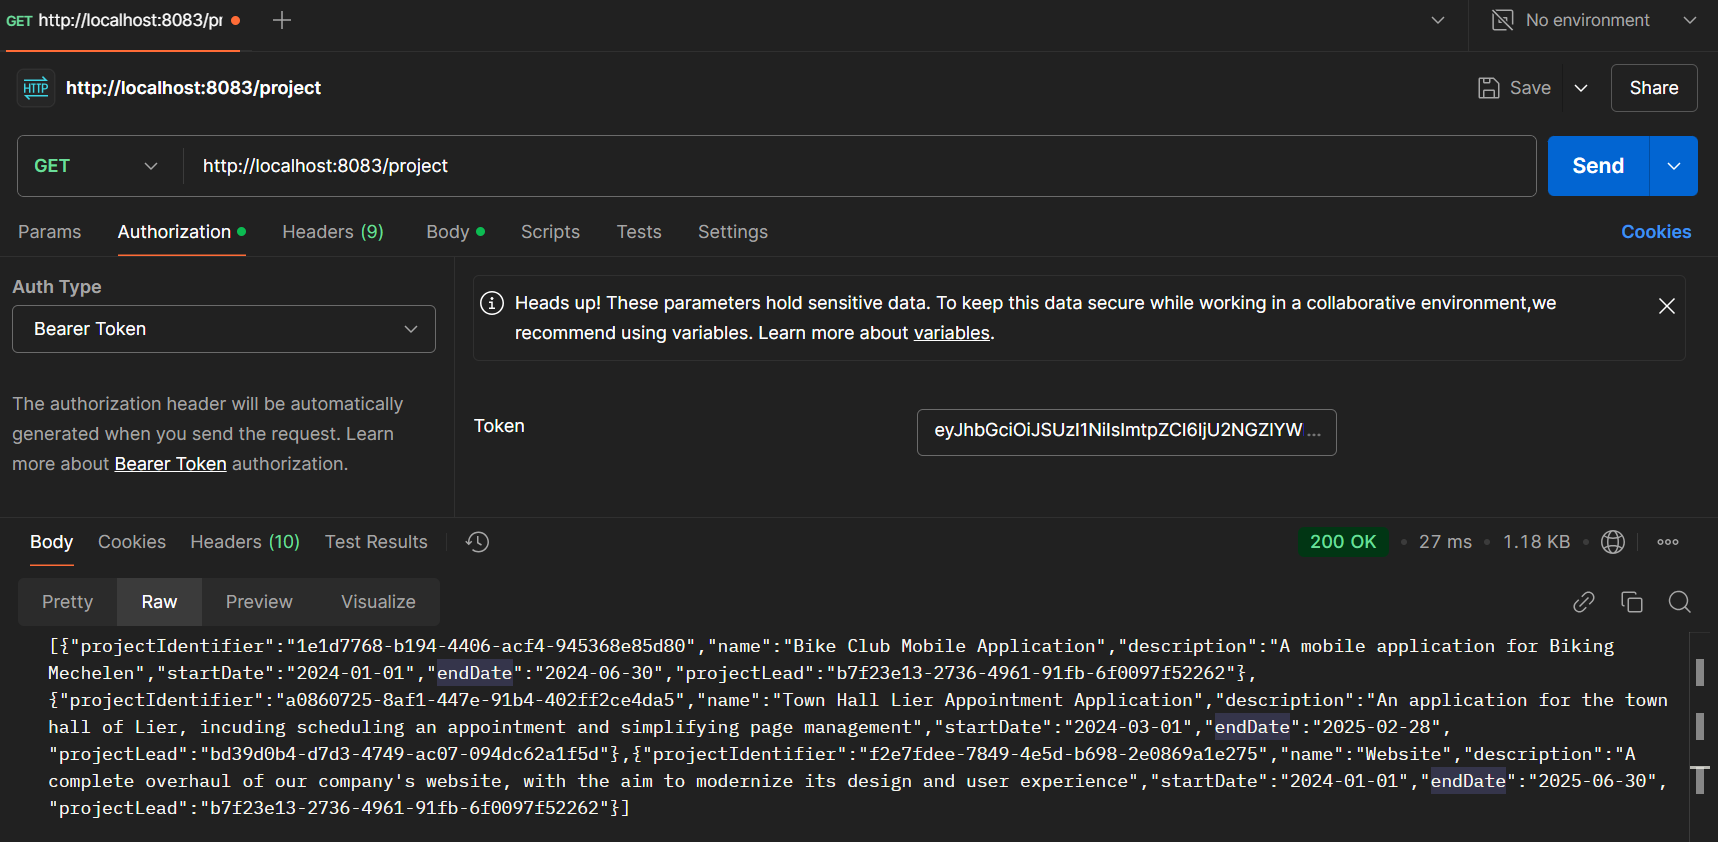 GET http://localhost:8083/pr
No environment
HTTP http://localhost:8083/project
Save
Share
GET http://localhost:8083/project
Send
Params Authorization Headers (9) Body Scripts Tests Settings Cookies
Auth Type
Bearer Token
The authorization header will be automatically
generated when you send the request. Learn
more about Bearer Token authorization.
Heads up! These parameters hold sensitive data. To keep this data secure while working in a collaborative environment,we
recommend using variables. Learn more about variables.
Token
eyJhbGciOiJSUzI1NiIsImtpZCI6IjU2NGZlYW ...
Body Cookies Headers (10) Test Results 200 OK • 27 ms • 1.18 KB •
Pretty Raw Preview Visualize
[{"projectIdentifier":"1e1d7768-b194-4406-acf4-945368e85d80","name":"Bike Club Mobile Application","description":"A mobile application for Biking
Mechelen","startDate":"2024-01-01","endDate":"2024-06-30","projectLead":"b7f23e13-2736-4961-91fb-6f0097f52262"},
{"projectIdentifier":"a0860725-8af1-447e-91b4-402ff2ce4da5","name":"Town Hall Lier Appointment Application","description":"An application for the town
hall of Lier, incuding scheduling an appointment and simplifying page management","startDate":"2024-03-01","endDate":"2025-02-28",
"projectLead":"bd39d0b4-d7d3-4749-ac07-094dc62a1f5d"},{"projectIdentifier":"f2e7fdee-7849-4e5d-b698-2e0869a1e275","name":"Website","description":"A
complete overhaul of our company's website, with the aim to modernize its design and user experience","startDate":"2024-01-01","endDate":"2025-06-30",
"projectLead":"b7f23e13-2736-4961-91fb-6f0097f52262"}]